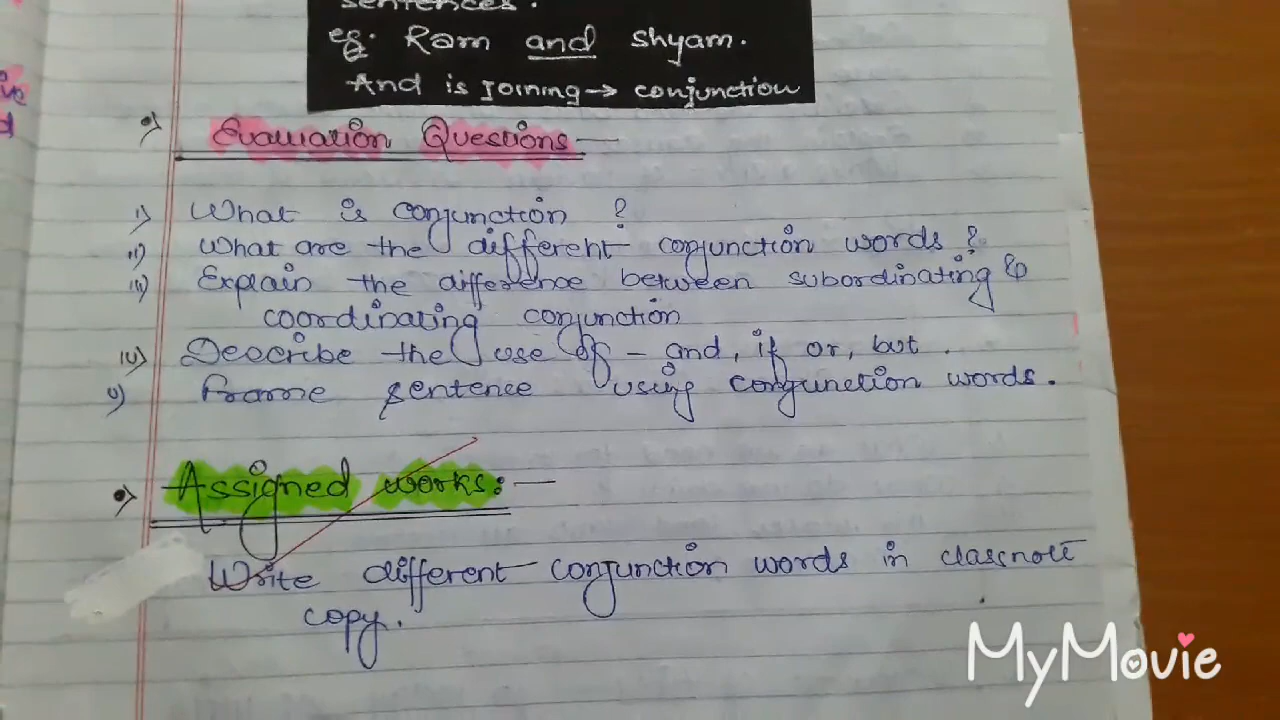 sentences.
eg. Ram and Shyam.
And is joining → conjunction
Evaluation Questions —
i) What is conjunction ?
ii) What are the different conjunction words ?
iii) Explain the difference between subordinating &
coordinating conjunction
iv) Describe the use of - and, if or, but.
v) Frame sentence using conjunction words.
Assigned works: —
Write different conjunction words in classnote
copy.
MyMovie